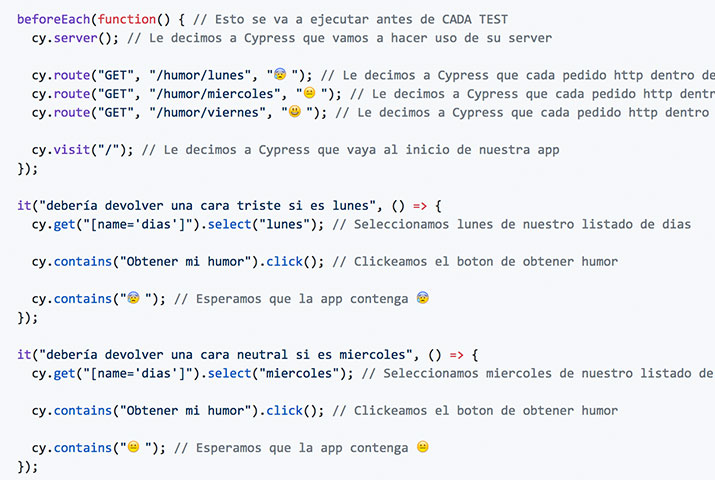 beforeEach(function() { // Esto se va a ejecutar antes de CADA TEST
cy.server(); // Le decimos a Cypress que vamos a hacer uso de su server
cy.route("GET", "/humor/lunes", "😰"); // Le decimos a Cypress que cada pedido http dentro de
cy.route("GET", "/humor/miercoles", "😐"); // Le decimos a Cypress que cada pedido http dentr
cy.route("GET", "/humor/viernes", "😃"); // Le decimos a Cypress que cada pedido http dentro
cy.visit("/"); // Le decimos a Cypress que vaya al inicio de nuestra app
});
it("debería devolver una cara triste si es lunes", () => {
cy.get("[name='dias']").select("lunes"); // Seleccionamos lunes de nuestro listado de dias
cy.contains("Obtener mi humor").click(); // Clickeamos el boton de obtener humor
cy.contains("😰"); // Esperamos que la app contenga 😰
});
it("debería devolver una cara neutral si es miercoles", () => {
cy.get("[name='dias']").select("miercoles"); // Seleccionamos miercoles de nuestro listado de
cy.contains("Obtener mi humor").click(); // Clickeamos el boton de obtener humor
cy.contains("😐"); // Esperamos que la app contenga 😐
});